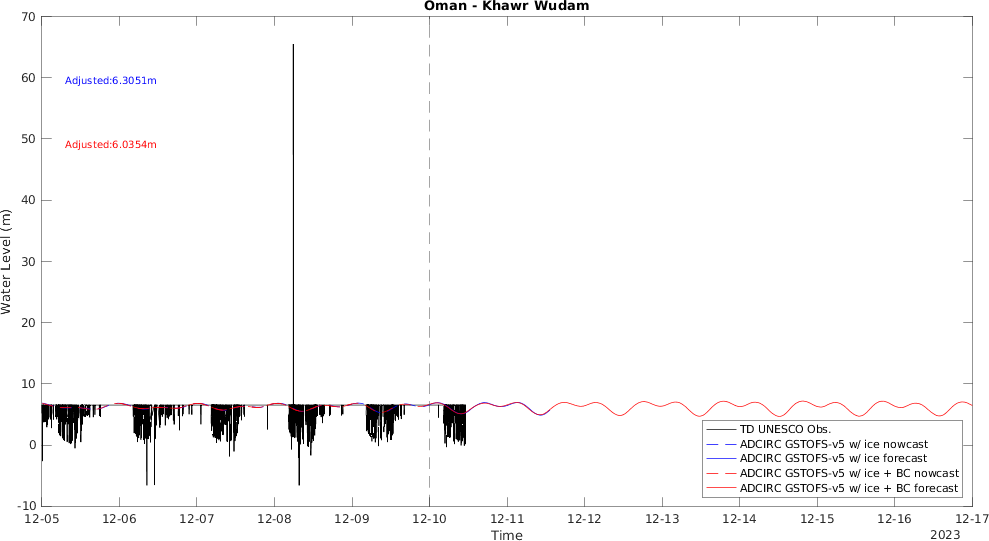 Oman - Khawr Wudam
70
60
50
40
30
20
10
0
-10
Water Level (m)
Adjusted:6.3051m
Adjusted:6.0354m
TD UNESCO Obs.
ADCIRC GSTOFS-v5 w/ ice nowcast
ADCIRC GSTOFS-v5 w/ ice forecast
ADCIRC GSTOFS-v5 w/ ice + BC nowcast
ADCIRC GSTOFS-v5 w/ ice + BC forecast
12-05 12-06 12-07 12-08 12-09 12-10 12-11 12-12 12-13 12-14 12-15 12-16 12-17
Time
2023